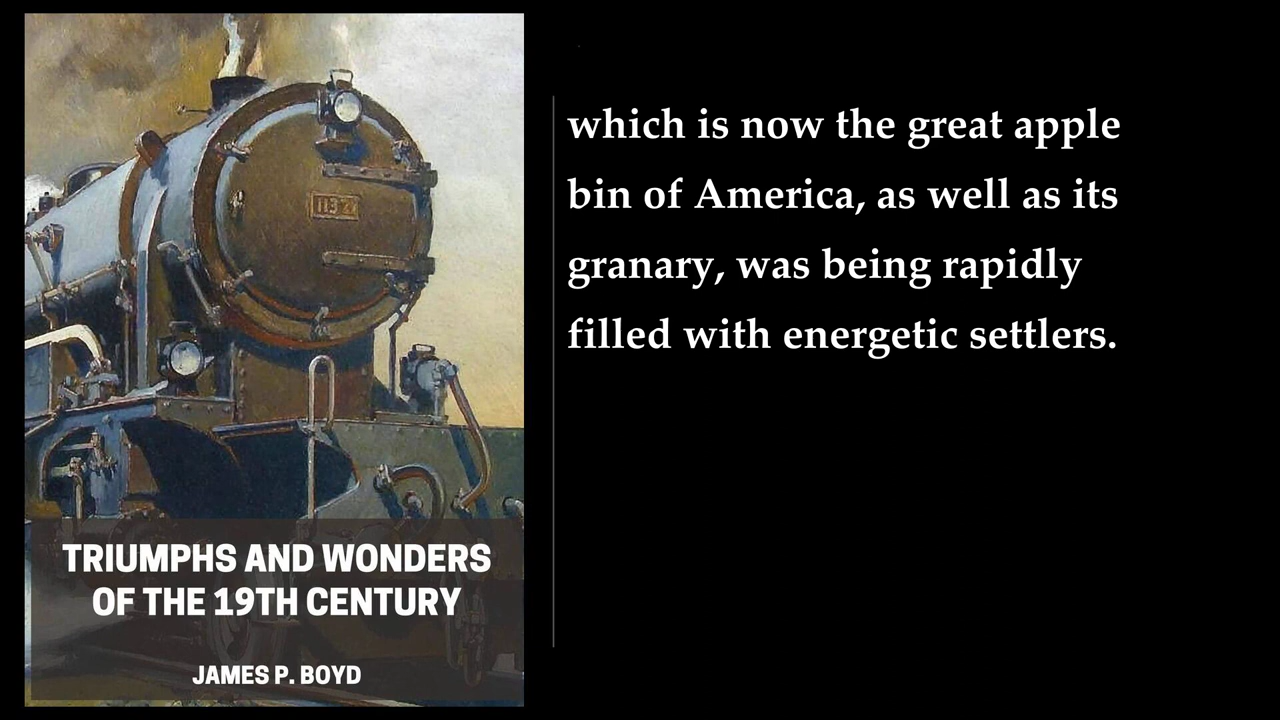 which is now the great apple
bin of America, as well as its
granary, was being rapidly
filled with energetic settlers.
TRIUMPHS AND WONDERS
OF THE 19TH CENTURY
JAMES P. BOYD